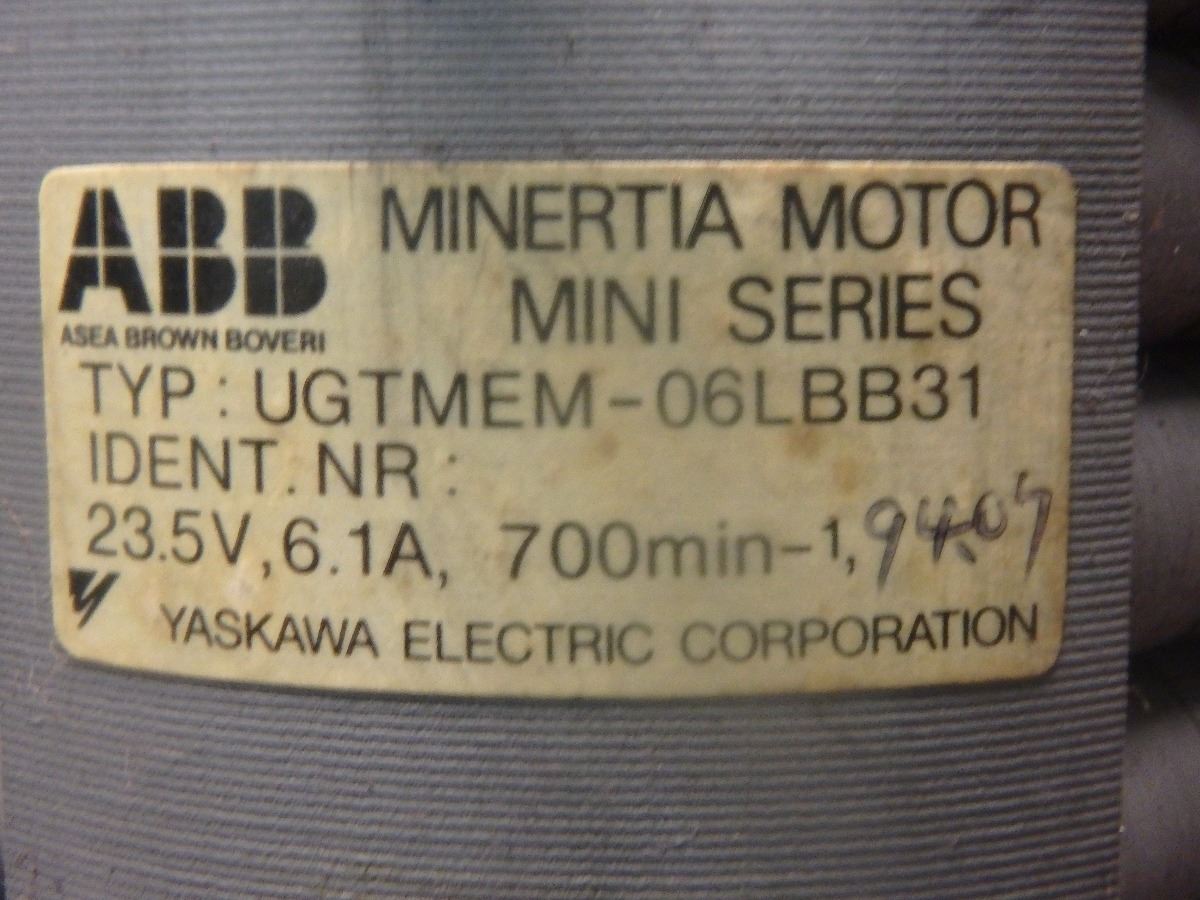 ABB MINERTIA MOTOR
MINI SERIES
ASEA BROWN BOVERI
TYP: UGTMEM-06LBB31
IDENT. NR:
23.5V, 6.1A, 700min-1,
YASKAWA ELECTRIC CORPORATION